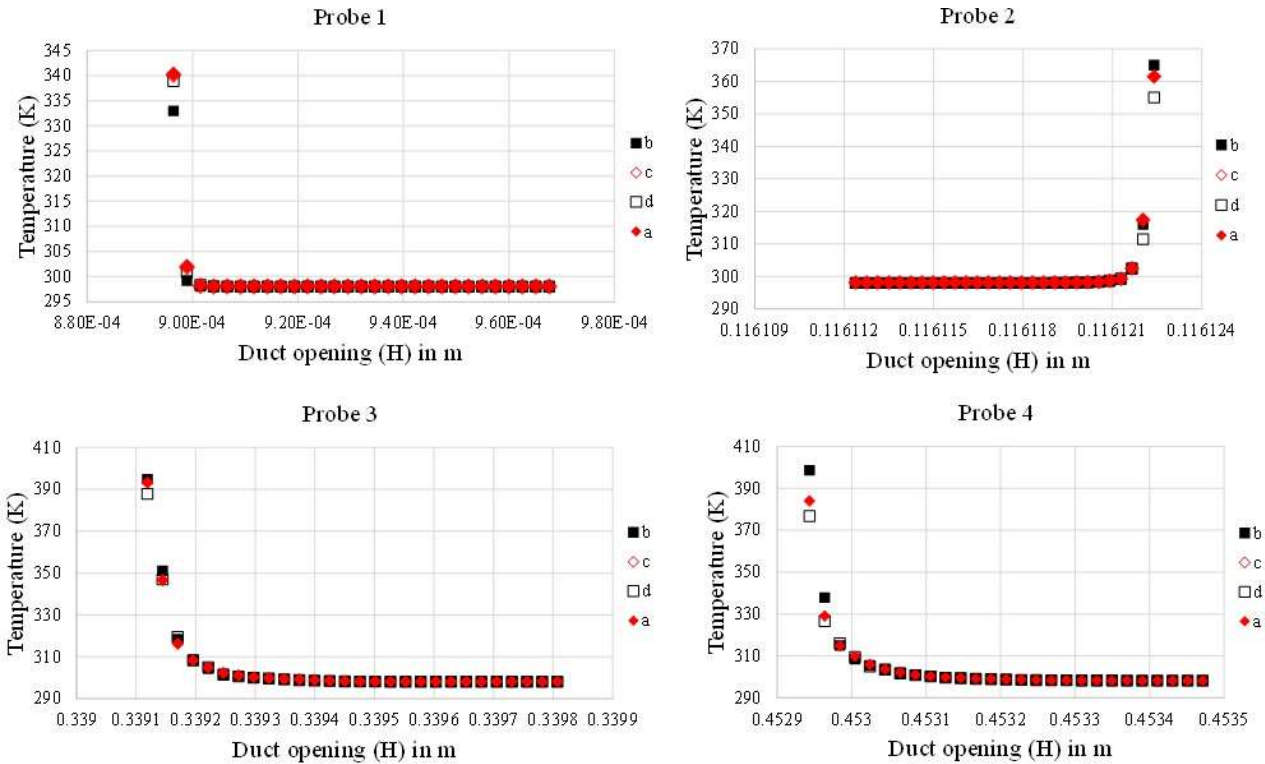 Probe 1
Temperature (K)
345
340
335
330
325
320
315
310
305
300
295
8.80E-04
9.00E-04
9.20E-04
9.40E-04
9.60E-04
9.80E-04
Duct opening (H) in m
b
c
d
a
Probe 2
Temperature (K)
370
360
350
340
330
320
310
300
290
0.116109
0.116112
0.116115
0.116118
0.116121
0.116124
Duct opening (H) in m
b
c
d
a
Probe 3
Temperature (K)
410
390
370
350
330
310
290
0.339
0.3391
0.3392
0.3393
0.3394
0.3395
0.3396
0.3397
0.3398
0.3399
Duct opening (H) in m
b
c
d
a
Probe 4
Temperature (K)
410
390
370
350
330
310
290
0.4529
0.453
0.4531
0.4532
0.4533
0.4534
0.4535
Duct opening (H) in m
b
c
d
a